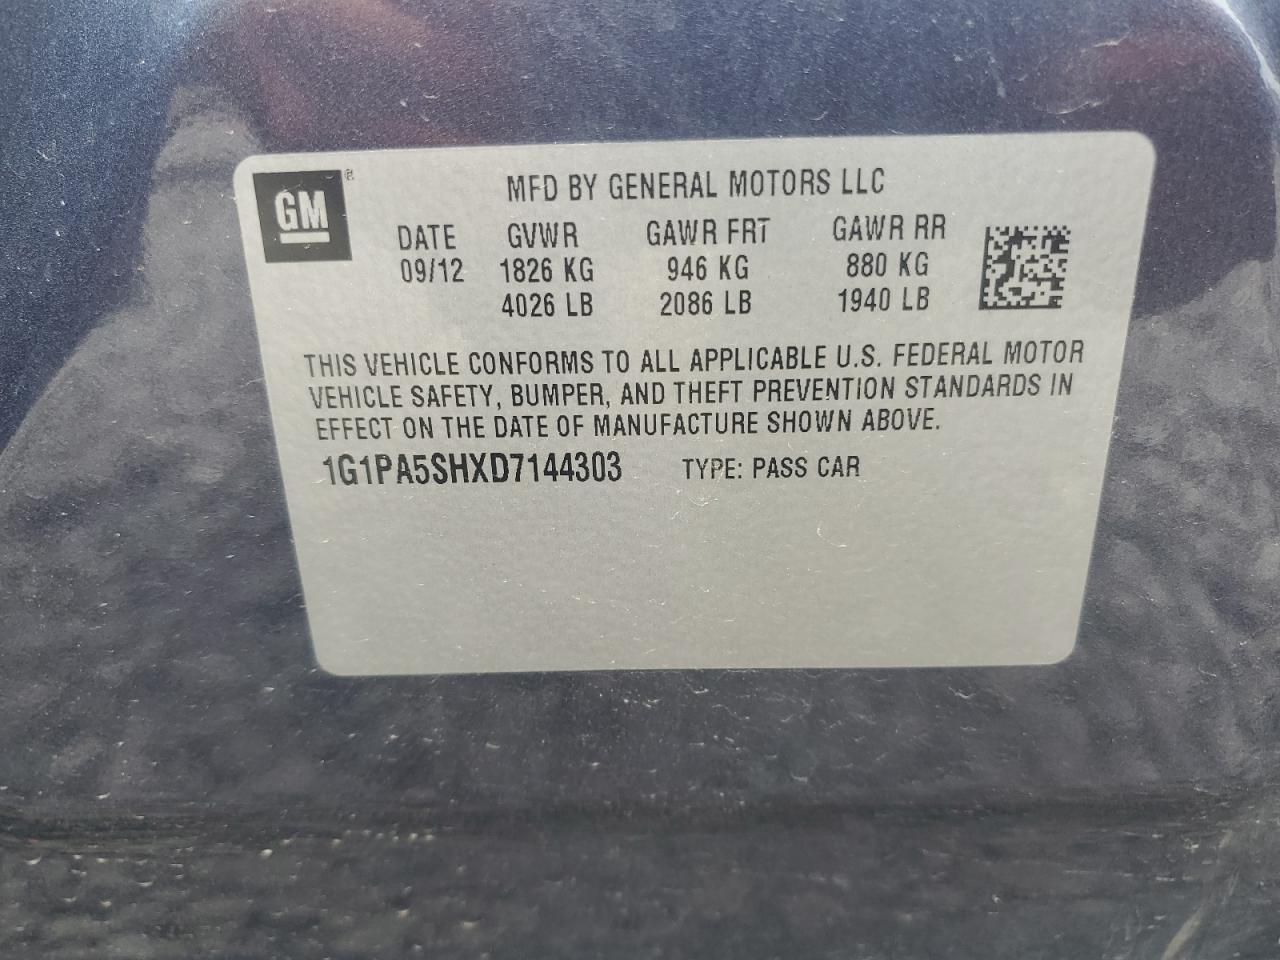 GM®
MFD BY GENERAL MOTORS LLC
DATE GVWR GAWR FRT GAWR RR
09/12 1826 KG 946 KG 880 KG
4026 LB 2086 LB 1940 LB
THIS VEHICLE CONFORMS TO ALL APPLICABLE U.S. FEDERAL MOTOR
VEHICLE SAFETY, BUMPER, AND THEFT PREVENTION STANDARDS IN
EFFECT ON THE DATE OF MANUFACTURE SHOWN ABOVE.
1G1PA5SHXD7144303 TYPE: PASS CAR